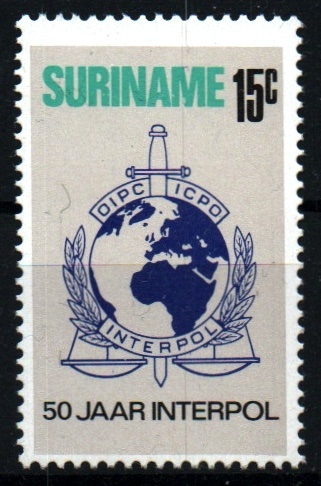 SURINAME 15c
OIPC ICPO
INTERPOL
50 JAAR INTERPOL